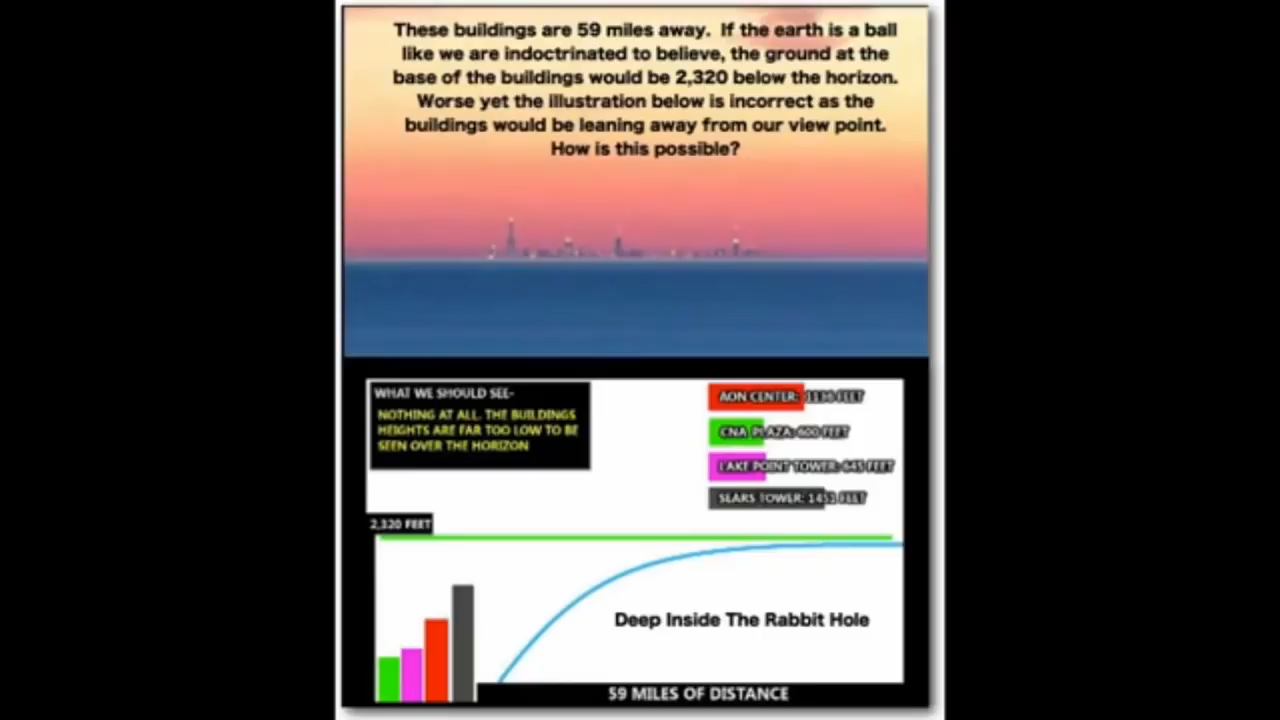 These buildings are 59 miles away. If the earth is a ball
like we are indoctrinated to believe, the ground at the
base of the buildings would be 2,320 below the horizon.
Worse yet the illustration below is incorrect as the
buildings would be leaning away from our view point.
How is this possible?
WHAT WE SHOULD SEE-
NOTHING AT ALL. THE BUILDINGS
HEIGHTS ARE FAR TOO LOW TO BE
SEEN OVER THE HORIZON
AON CENTER: 1136 FEET
CNA PLAZA: 600 FEET
LAKE POINT TOWER: 645 FEET
SEARS TOWER: 1451 FEET
2,320 FEET
Deep Inside The Rabbit Hole
59 MILES OF DISTANCE